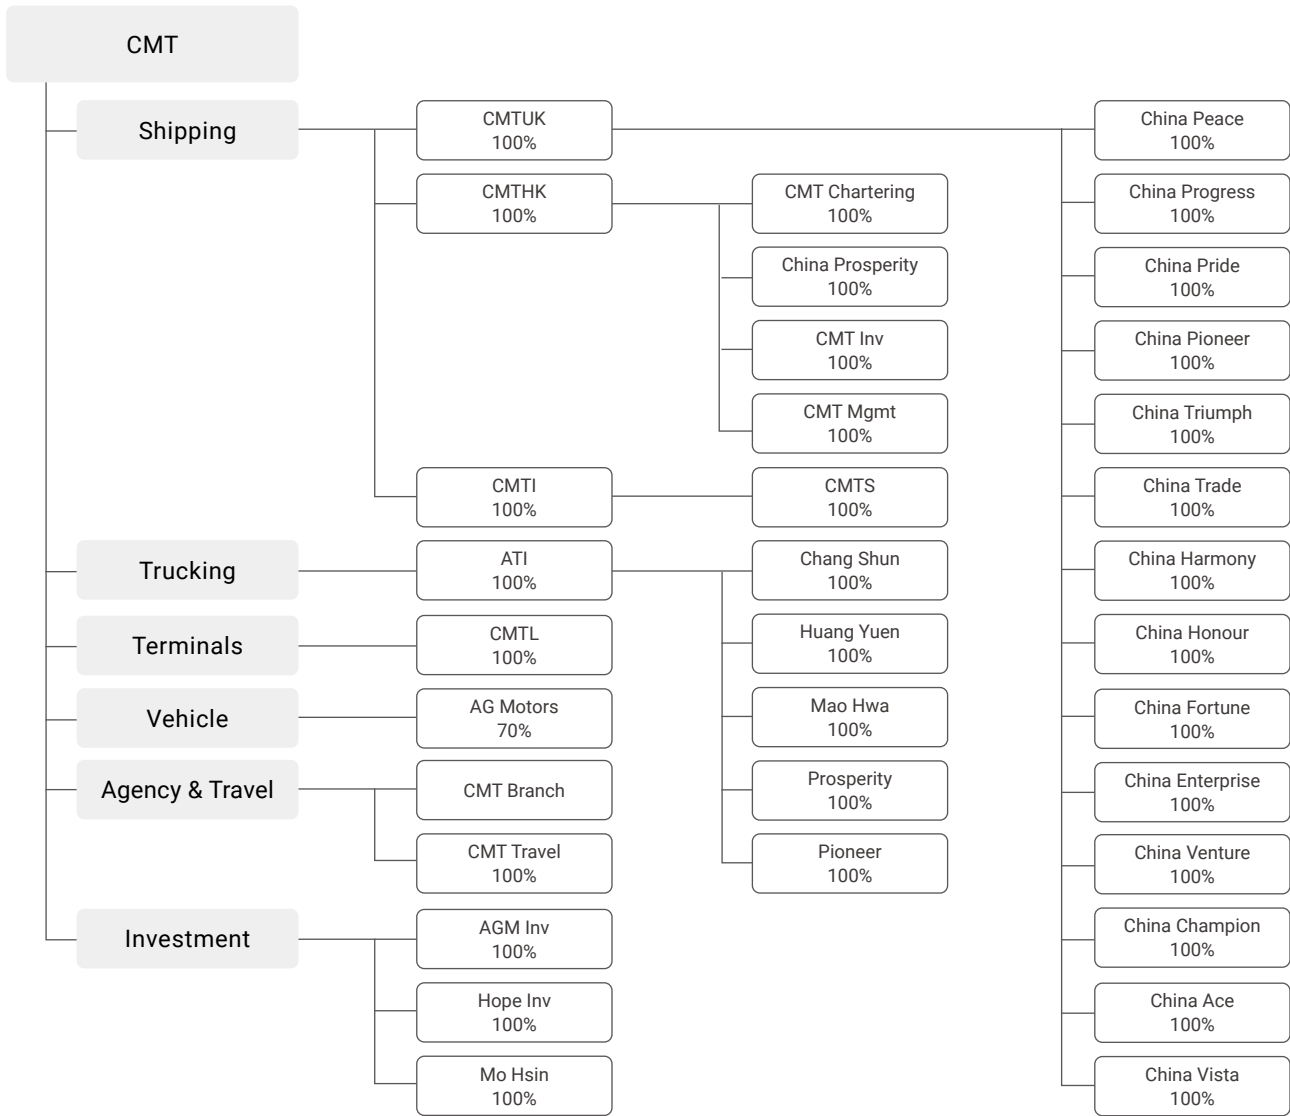 CMT
Shipping
CMTUK
100%
China Peace
100%
CMTHK
100%
CMT Chartering
100%
China Progress
100%
China Prosperity
100%
China Pride
100%
CMT Inv
100%
China Pioneer
100%
CMT Mgmt
100%
China Triumph
100%
CMTI
100%
CMTS
100%
China Trade
100%
Trucking
ATI
100%
Chang Shun
100%
China Harmony
100%
Terminals
CMTL
100%
Huang Yuen
100%
China Honour
100%
Vehicle
AG Motors
70%
Mao Hwa
100%
China Fortune
100%
Agency & Travel
CMT Branch
Prosperity
100%
China Enterprise
100%
CMT Travel
100%
Pioneer
100%
China Venture
100%
Investment
AGM Inv
100%
China Champion
100%
Hope Inv
100%
China Ace
100%
Mo Hsin
100%
China Vista
100%